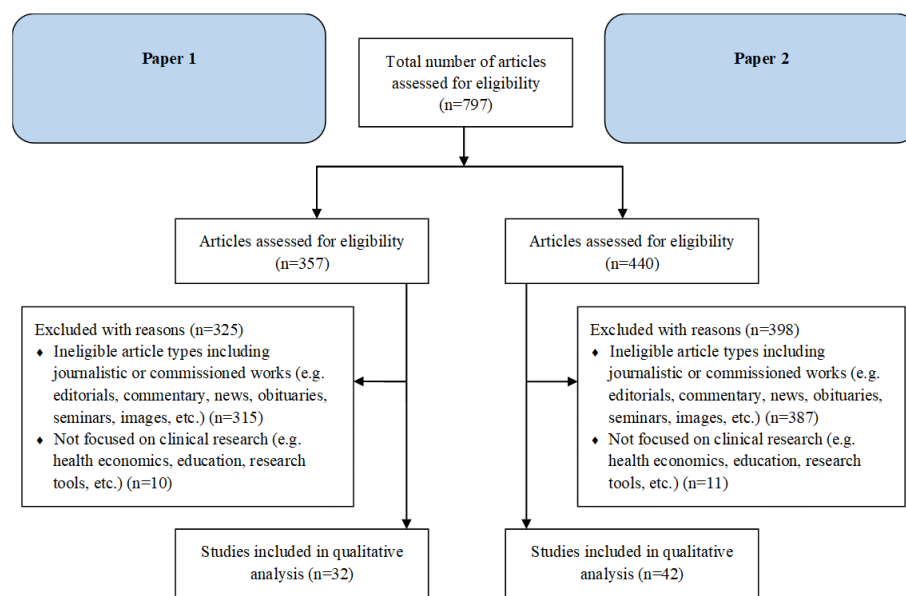 Paper 1
Total number of articles
assessed for eligibility
(n=797)
Paper 2
Articles assessed for eligibility
(n=357)
Articles assessed for eligibility
(n=440)
Excluded with reasons (n=325)
♦ Ineligible article types including
journalistic or commissioned works (e.g.
editorials, commentary, news, obituaries,
seminars, images, etc.) (n=315)
♦ Not focused on clinical research (e.g.
health economics, education, research
tools, etc.) (n=10)
Excluded with reasons (n=398)
♦ Ineligible article types including
journalistic or commissioned works (e.g.
editorials, commentary, news, obituaries,
seminars, images, etc.) (n=387)
♦ Not focused on clinical research (e.g.
health economics, education, research
tools, etc.) (n=11)
Studies included in qualitative
analysis (n=32)
Studies included in qualitative
analysis (n=42)